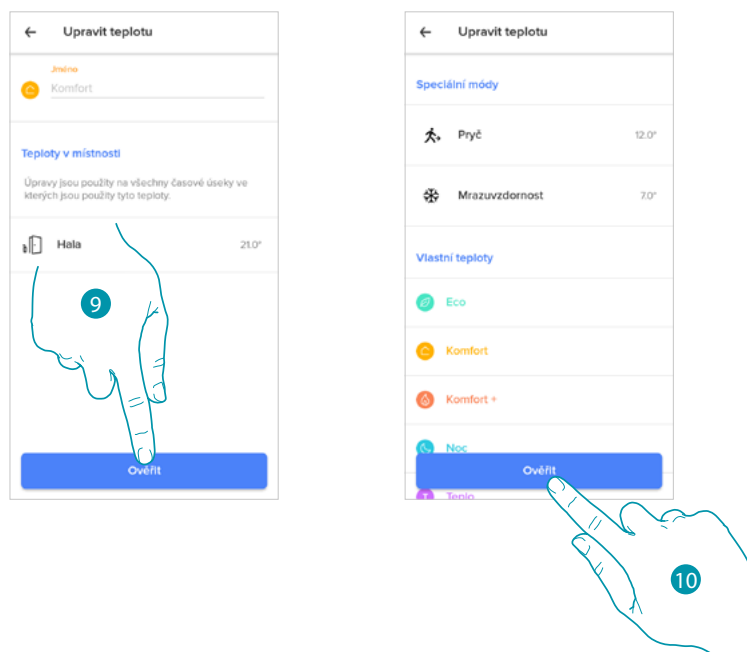 Upravit teplotu
Jméno
Komfort
Teploty v místnosti
Úpravy jsou použity na všechny časové úseky ve
kterých jsou použity tyto teploty.
Hala 21.0°
9
Ověřit
Upravit teplotu
Speciální módy
Pryč 12.0°
Mrazuvzdornost 7.0°
Vlastní teploty
Eco
Komfort
Komfort +
Noc
Ověřit
Teplo
10